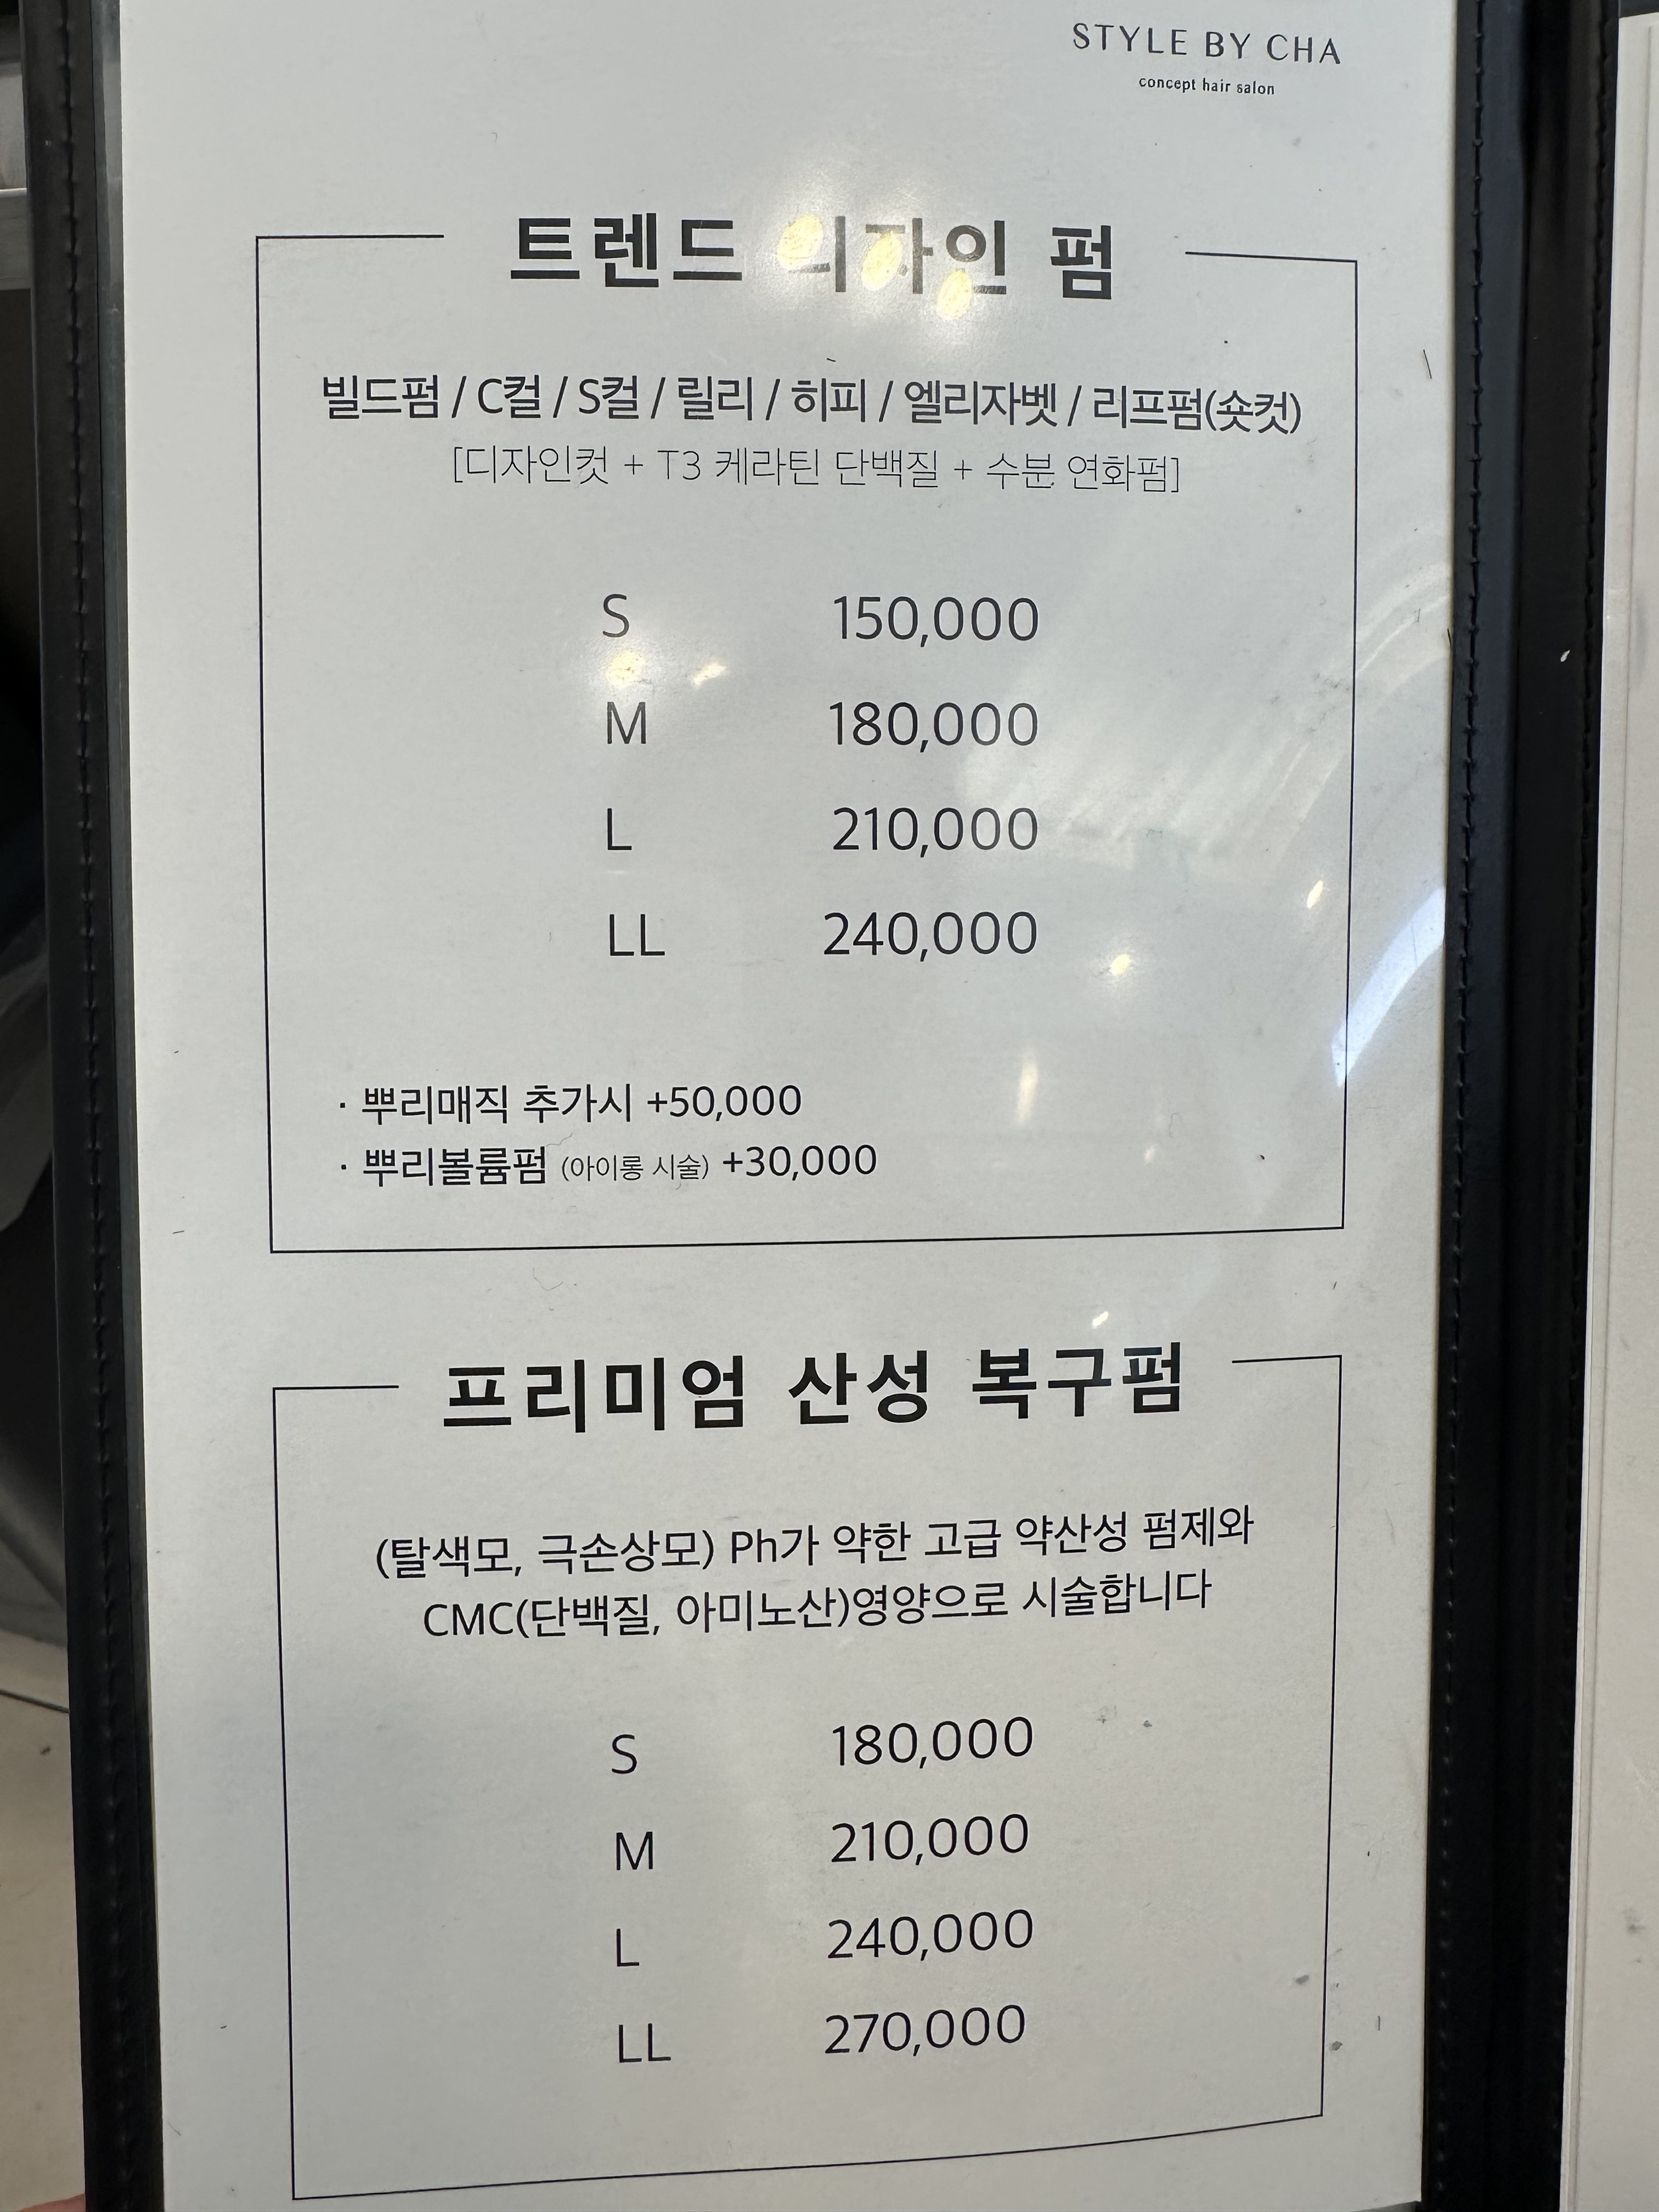 STYLE BY CHA
concept hair salon
트렌드 디자인 펌
빌드펌 / C컬 / S컬 / 릴리 / 히피 / 엘리자벳 / 리프펌(숏컷)
[디자인컷 + T3 케라틴 단백질 + 수분 연화펌]
S 150,000
M 180,000
L 210,000
LL 240,000
· 뿌리매직 추가시 +50,000
· 뿌리볼륨펌 (아이롱 시술) +30,000
프리미엄 산성 복구펌
(탈색모, 극손상모) Ph가 약한 고급 약산성 펌제와
CMC(단백질, 아미노산)영양으로 시술합니다
S 180,000
M 210,000
L 240,000
LL 270,000